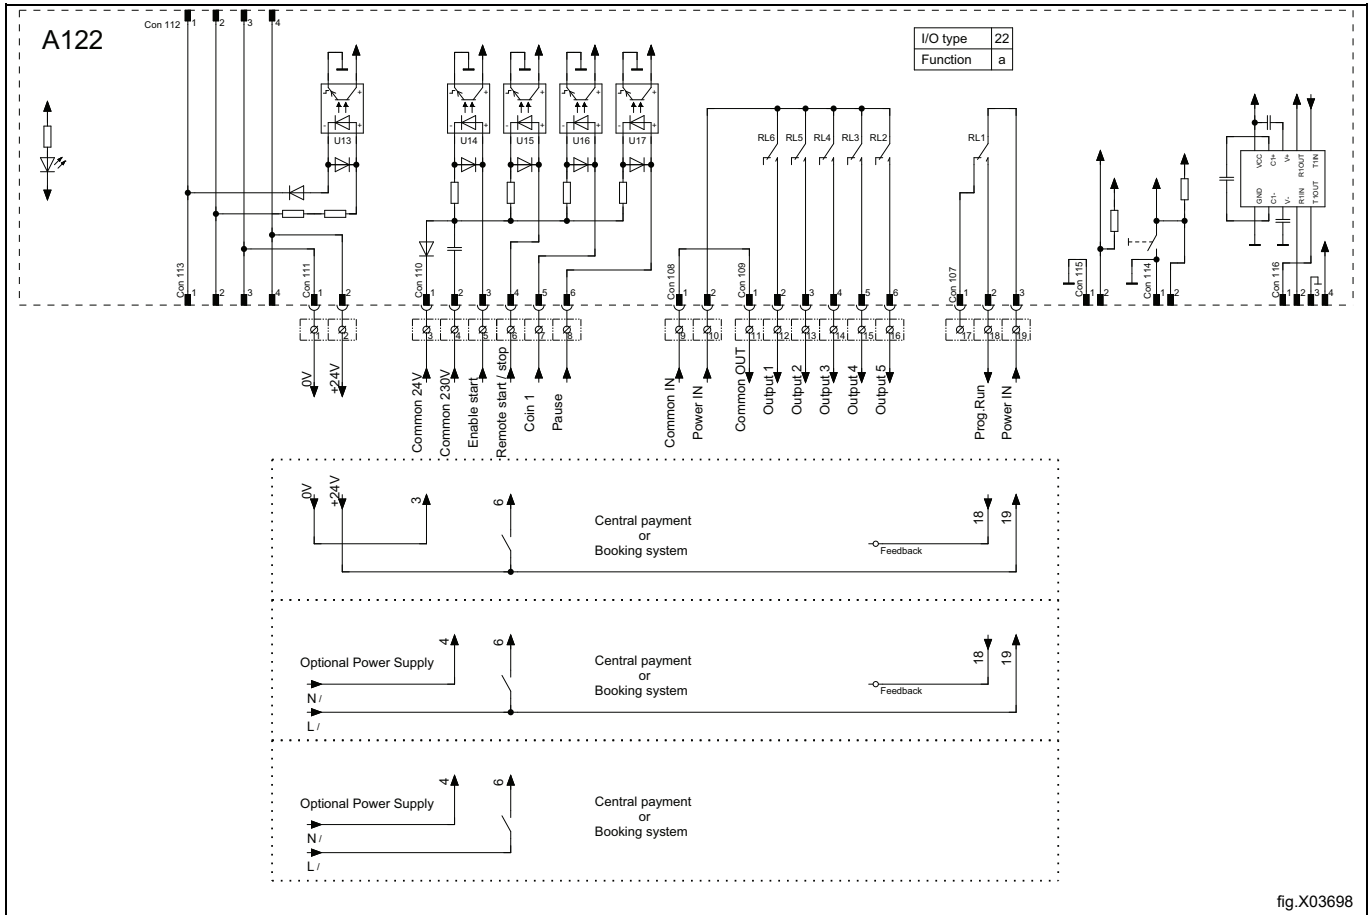 Con 112
1 2 3 4
A122
I/O type 22
Function a
U13 U14 U15 U16 U17
- + - + - + - + - +
RL6 RL5 RL4 RL3 RL2 RL1
VCC C1+ V+ R1OUT T1IN
GND C1- V- R1IN T1OUT
Con 113 1 2 3 4
Con 111 1 2
Con 110 1 2 3 4 5 6
Con 108 1 2
Con 109 1 2 3 4 5 6
Con 107 1 2 3
Con 115 1 2
Con 114 1 2
Con 116 1 2 3 4
1 2 3 4 5 6 7 8 9 10 11 12 13 14 15 16 17 18 19
0V
+24V
Common 24V
Common 230V
Enable start
Remote start / stop
Coin 1
Pause
Common IN
Power IN
Common OUT
Output 1
Output 2
Output 3
Output 4
Output 5
Prog.Run
Power IN
0V +24V 3 6 18 19
Central payment
or
Booking system
Feedback
4 6 18 19
Optional Power Supply
N /
L /
Central payment
or
Booking system
Feedback
4 6
Optional Power Supply
N /
L /
Central payment
or
Booking system
fig.X03698